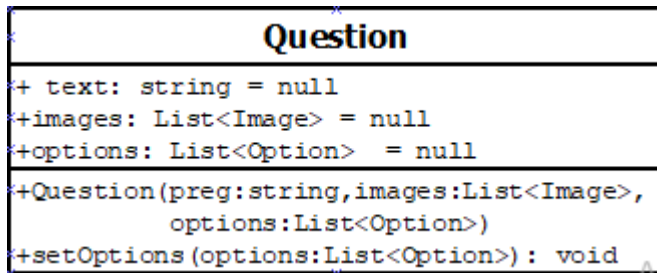 Question
+ text: string = null
+images: List<Image> = null
+options: List<Option> = null
+Question(preg:string,images:List<Image>,
options:List<Option>)
+setOptions(options:List<Option>): void